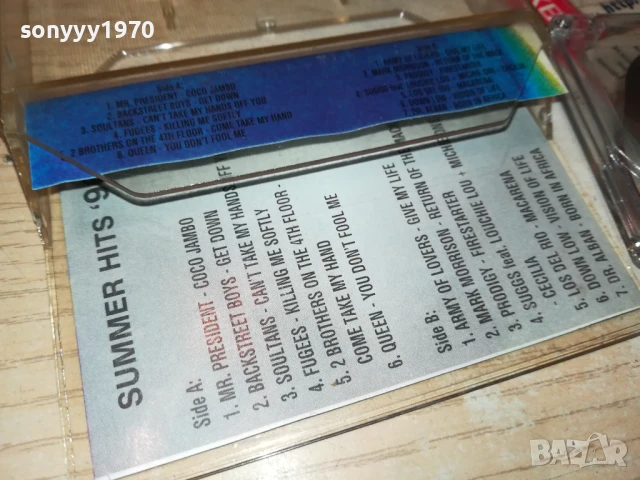 sonyyy1970
Side A:
1. MR. PRESIDENT - COCO JAMBO
2. BACKSTREET BOYS - GET DOWN
3. SOULTANS - CAN'T TAKE MY HANDS OFF YOU
4. FUGEES - KILLING ME SOFTLY
2 BROTHERS ON THE 4TH FLOOR - COME TAKE MY HAND
6. QUEEN - YOU DON'T FOOL ME
SUMMER HITS '9
Side A:
1. MR. PRESIDENT - COCO JAMBO
2. BACKSTREET BOYS - GET DOWN
2. SOULTANS - CAN'T TAKE MY HANDS OFF
3. FUGEES - KILLING ME SOFTLY
4. 2 BROTHERS ON THE 4TH FLOOR -
5. COME TAKE MY HAND
6. QUEEN - YOU DON'T FOOL ME
Side B:
1. ARMY OF LOVERS - GIVE MY LIFE
2. MARK MORRISON - RETURN OF THE
3. PRODIGY - FIRESTARTER
4. SUGGS feat. LOUCHIE LOU + MICHIE
- CECILIA
5. LOS DEL RIO - MACARENA
6. DOWN LOW - VISION OF LIFE
7. DR. ALBAN - BORN IN AFRICA
BAZAR